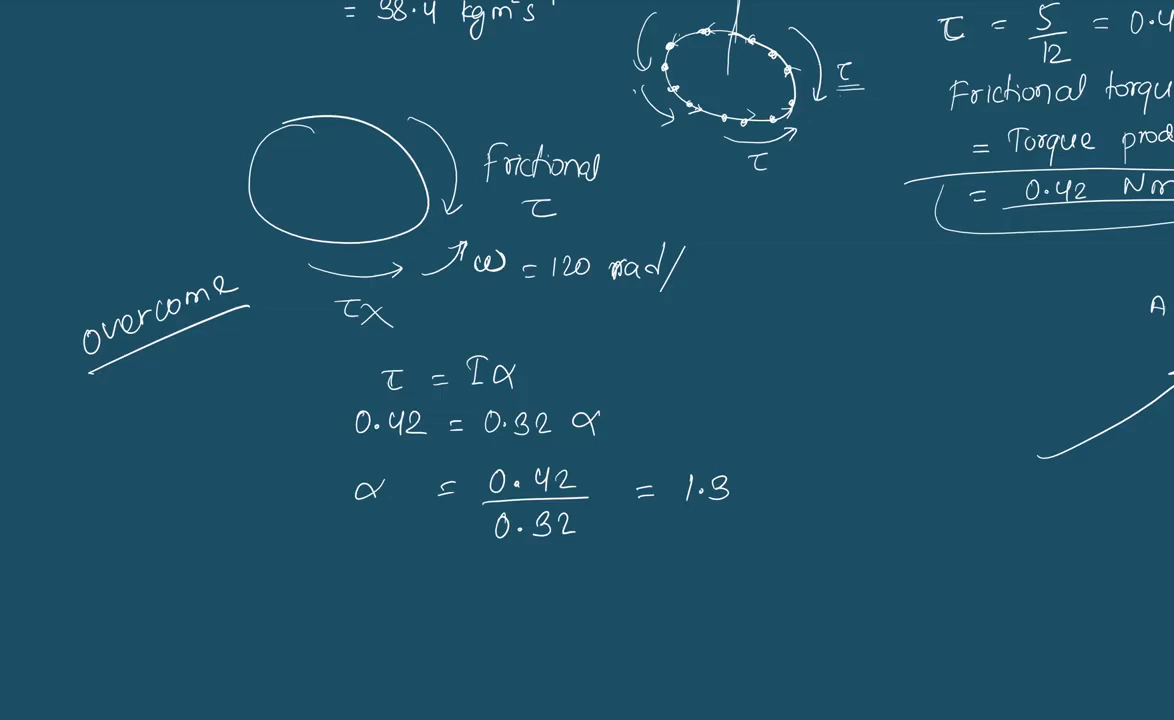 = 38.4 kgm²s⁻
τ = 5/12 = 0.4
τ
Frictional torqu
τ
= Torque prod
Frictional
τ
= 0.42 Nm
ω = 120 rad/
overcome
τ X
A
τ = Iα
0.42 = 0.32 α
α = 0.42/0.32 = 1.3